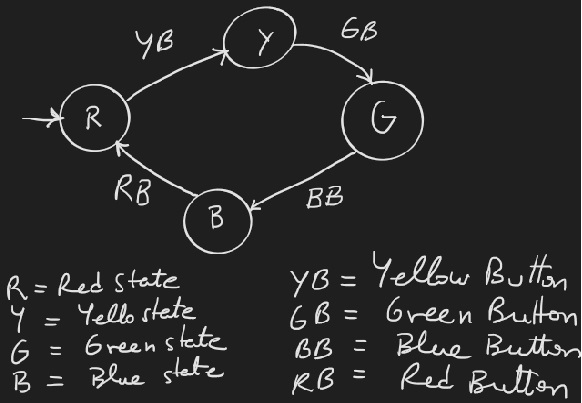 YB
Y
GB
R
G
RB
B
BB
R = Red state
Y = Yello state
G = Green state
B = Blue state
YB = Yellow Button
GB = Green Button
BB = Blue Button
RB = Red Button